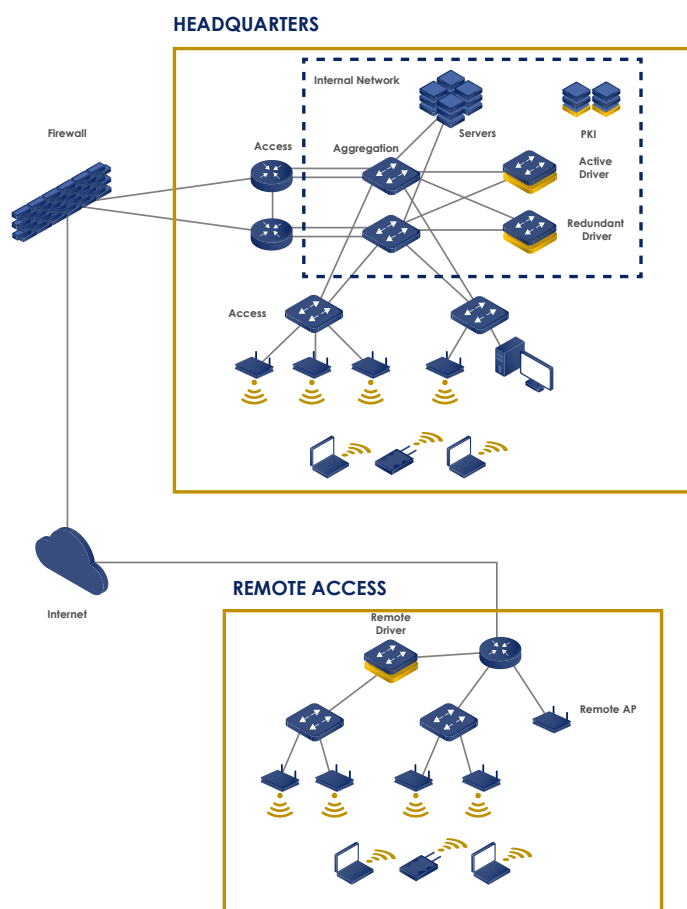 HEADQUARTERS
Internal Network
Firewall
Servers
PKI
Access
Aggregation
Active
Driver
Redundant
Driver
Access
REMOTE ACCESS
Internet
Remote
Driver
Remote AP